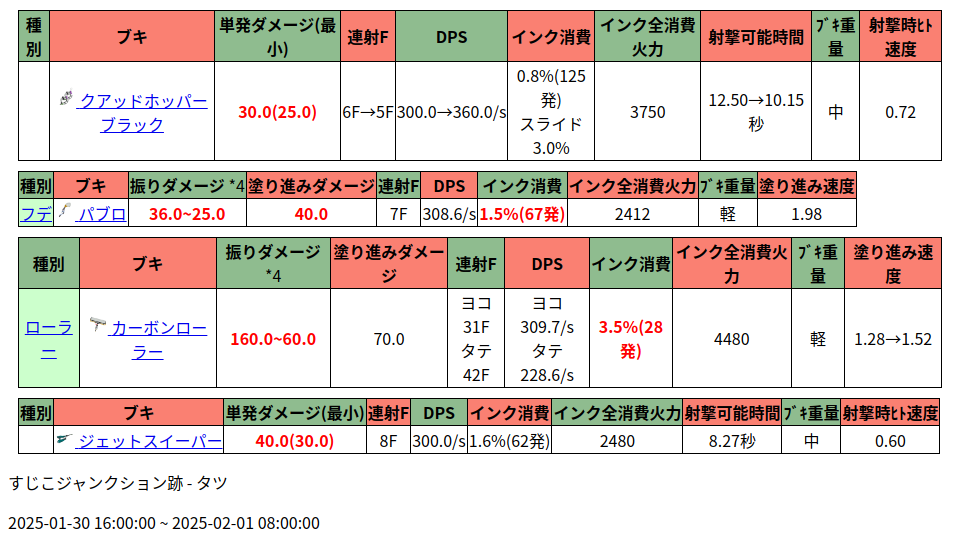 種別 ブキ 単発ダメージ(最小) 連射F DPS インク消費 インク全消費火力 射撃可能時間 ﾌﾞｷ重量 射撃時ﾋﾄ速度
クアッドホッパーブラック 30.0(25.0) 6F→5F 300.0→360.0/s 0.8%(125発) スライド 3.0% 3750 12.50→10.15秒 中 0.72
種別 ブキ 振りダメージ *4 塗り進みダメージ 連射F DPS インク消費 インク全消費火力 ﾌﾞｷ重量 塗り進み速度
フデ パブロ 36.0~25.0 40.0 7F 308.6/s 1.5%(67発) 2412 軽 1.98
種別 ブキ 振りダメージ *4 塗り進みダメージ 連射F DPS インク消費 インク全消費火力 ﾌﾞｷ重量 塗り進み速度
ローラー カーボンローラー 160.0~60.0 70.0 ヨコ 31F タテ 42F ヨコ 309.7/s タテ 228.6/s 3.5%(28発) 4480 軽 1.28→1.52
種別 ブキ 単発ダメージ(最小) 連射F DPS インク消費 インク全消費火力 射撃可能時間 ﾌﾞｷ重量 射撃時ﾋﾄ速度
ジェットスイーパー 40.0(30.0) 8F 300.0/s 1.6%(62発) 2480 8.27秒 中 0.60
すじこジャンクション跡 - タツ
2025-01-30 16:00:00 ~ 2025-02-01 08:00:00